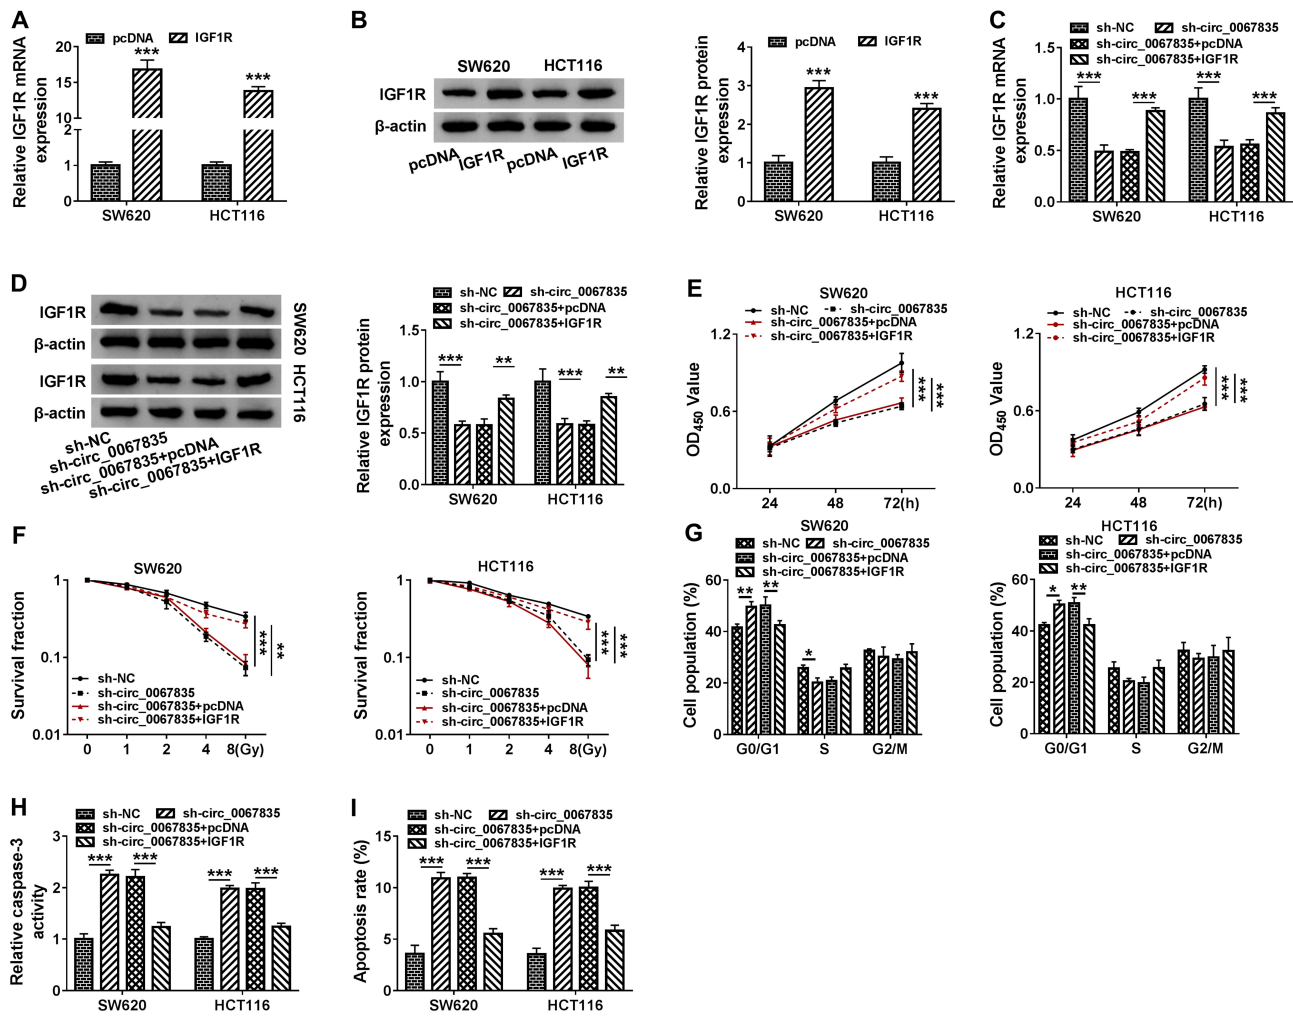 A
Relative IGF1R mRNA
expression
pcDNA IGF1R
20
15
10
2
1
0
***
***
SW620 HCT116
B
SW620 HCT116
IGF1R
β-actin
pcDNA IGF1R pcDNA IGF1R
Relative IGF1R protein
expression
pcDNA IGF1R
4
3
2
1
0
***
***
SW620 HCT116
C
Relative IGF1R mRNA
expression
sh-NC sh-circ_0067835
sh-circ_0067835+pcDNA
sh-circ_0067835+IGF1R
1.5
1.0
0.5
0.0
*** *** *** ***
SW620 HCT116
D
IGF1R
β-actin
IGF1R
β-actin
SW620 HCT116
sh-NC
sh-circ_0067835
sh-circ_0067835+pcDNA
sh-circ_0067835+IGF1R
Relative IGF1R protein
expression
sh-NC sh-circ_0067835
sh-circ_0067835+pcDNA
sh-circ_0067835+IGF1R
1.5
1.0
0.5
0.0
*** ** *** **
SW620 HCT116
E
SW620
sh-NC sh-circ_0067835
sh-circ_0067835+pcDNA
sh-circ_0067835+IGF1R
OD450 Value
1.2
0.6
0.0
*** ***
24 48 72(h)
HCT116
sh-NC sh-circ_0067835
sh-circ_0067835+pcDNA
sh-circ_0067835+IGF1R
OD450 Value
1.2
0.6
0.0
*** ***
24 48 72(h)
F
SW620
Survival fraction
1
0.1
0.01
*** **
sh-NC
sh-circ_0067835
sh-circ_0067835+pcDNA
sh-circ_0067835+IGF1R
0 1 2 4 8(Gy)
HCT116
Survival fraction
1
0.1
0.01
*** ***
sh-NC
sh-circ_0067835
sh-circ_0067835+pcDNA
sh-circ_0067835+IGF1R
0 1 2 4 8(Gy)
G
SW620
sh-NC sh-circ_0067835
sh-circ_0067835+pcDNA
sh-circ_0067835+IGF1R
Cell population (%)
60
40
20
0
** ** *
G0/G1 S G2/M
HCT116
sh-NC sh-circ_0067835
sh-circ_0067835+pcDNA
sh-circ_0067835+IGF1R
Cell population (%)
60
40
20
0
* **
G0/G1 S G2/M
H
Relative caspase-3
activity
sh-NC sh-circ_0067835
sh-circ_0067835+pcDNA
sh-circ_0067835+IGF1R
3
2
1
0
*** *** *** ***
SW620 HCT116
I
Apoptosis rate (%)
sh-NC sh-circ_0067835
sh-circ_0067835+pcDNA
sh-circ_0067835+IGF1R
15
10
5
0
*** *** *** ***
SW620 HCT116